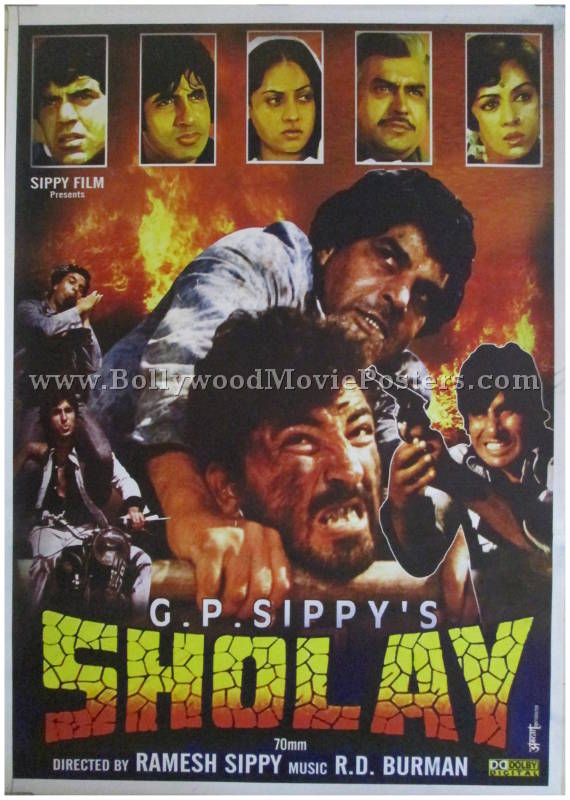 SIPPY FILM
Presents
www.BollywoodMoviePosters.com
G.P.SIPPY'S
SHOLAY
70mm
DIRECTED BY RAMESH SIPPY MUSIC R.D. BURMAN
DOLBY
DIGITAL